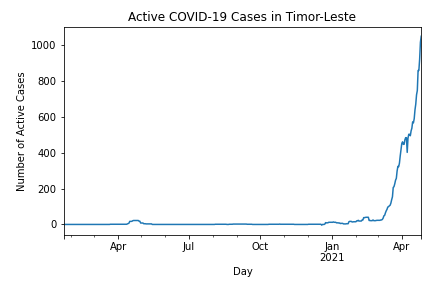 Active COVID-19 Cases in Timor-Leste
Number of Active Cases
1000
800
600
400
200
0
Apr Jul Oct Jan Apr
2021
Day